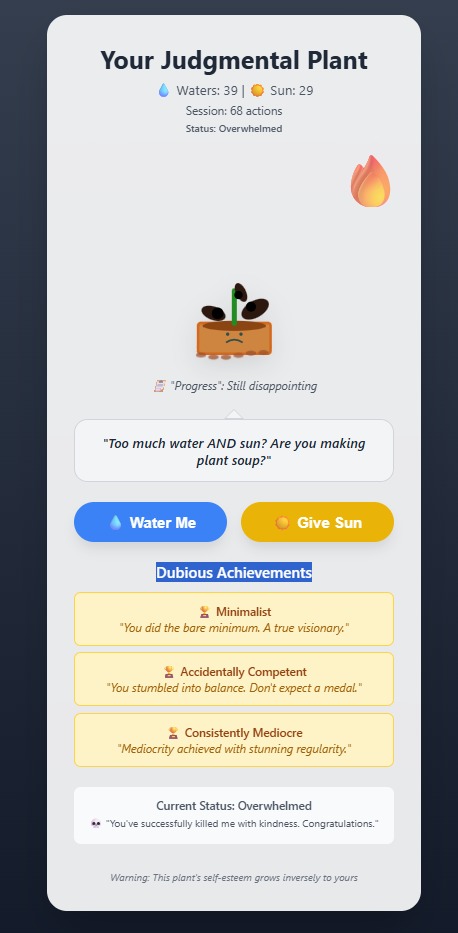 Your Judgmental Plant
💧 Waters: 39 | ☀️ Sun: 29
Session: 68 actions
Status: Overwhelmed
"Progress": Still disappointing
"Too much water AND sun? Are you making
plant soup?"
Water Me
Give Sun
Dubious Achievements
Minimalist
"You did the bare minimum. A true visionary."
Accidentally Competent
"You stumbled into balance. Don't expect a medal."
Consistently Mediocre
"Mediocrity achieved with stunning regularity."
Current Status: Overwhelmed
"You've successfully killed me with kindness. Congratulations."
Warning: This plant's self-esteem grows inversely to yours